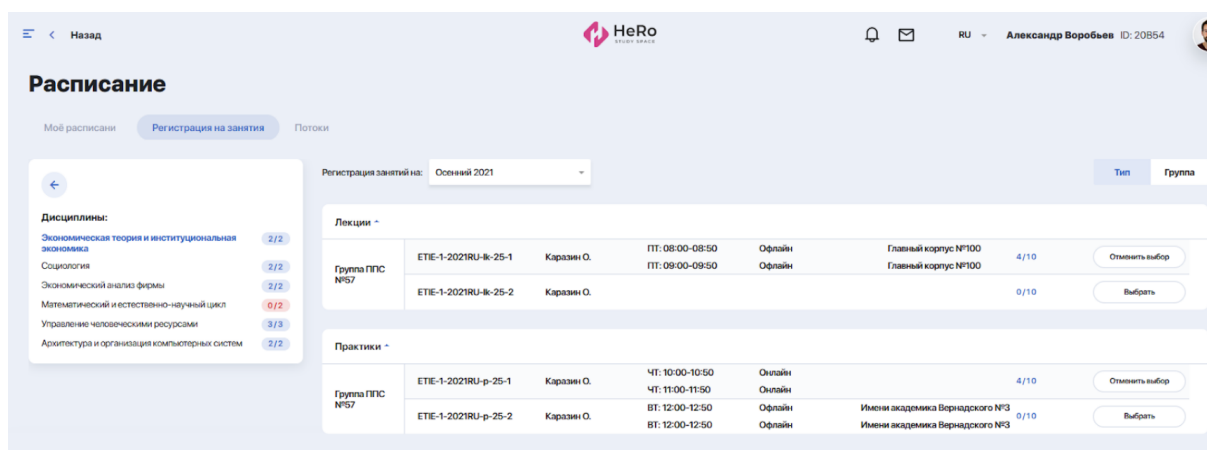 Назад
HeRo
STUDY SPACE
RU
Александр Воробьев ID: 20854
Расписание
Моё расписани Регистрация на занятия Потоки
Регистрация занятий на: Осенний 2021
Тип Группа
Дисциплины:
Экономическая теория и институциональная
экономика 2/2
Социология 2/2
Экономический анализ фирмы 2/2
Математический и естественно-научный цикл 0/2
Управление человеческими ресурсами 3/3
Архитектура и организация компьютерных систем 2/2
Лекции
Группа ППС
№57
ETIE-1-2021RU-lk-25-1 Каразин О. ПТ: 08:00-08:50 Офлайн Главный корпус №100 4/10 Отменить выбор
ПТ: 09:00-09:50 Офлайн Главный корпус №100
ETIE-1-2021RU-lk-25-2 Каразин О. 0/10 Выбрать
Практики
Группа ППС
№57
ETIE-1-2021RU-p-25-1 Каразин О. ЧТ: 10:00-10:50 Онлайн 4/10 Отменить выбор
ЧТ: 11:00-11:50 Онлайн
ETIE-1-2021RU-p-25-2 Каразин О. ВТ: 12:00-12:50 Офлайн Имени академика Вернадского №3 0/10 Выбрать
ВТ: 12:00-12:50 Офлайн Имени академика Вернадского №3